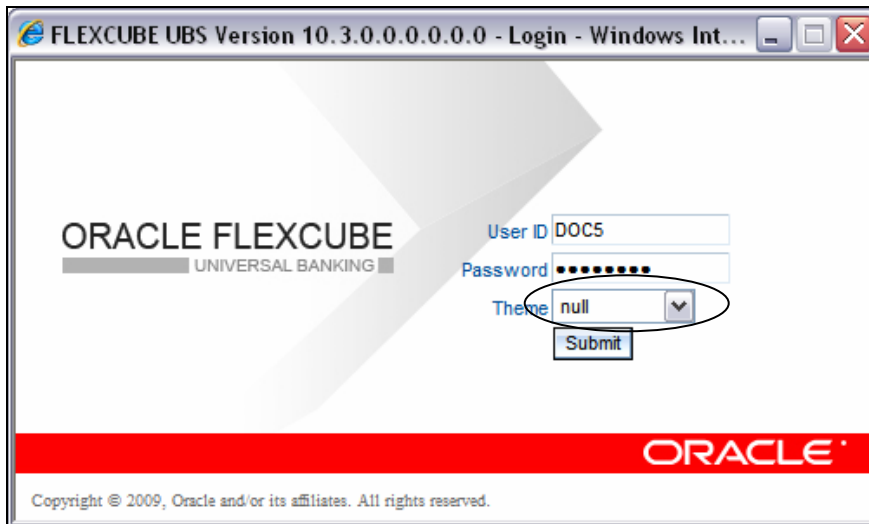 FLEXCUBE UBS Version 10.3.0.0.0.0.0.0 - Login - Windows Int...
ORACLE FLEXCUBE
UNIVERSAL BANKING
User ID DOC5
Password ●●●●●●●●
Theme null
Submit
ORACLE
Copyright © 2009, Oracle and/or its affiliates. All rights reserved.